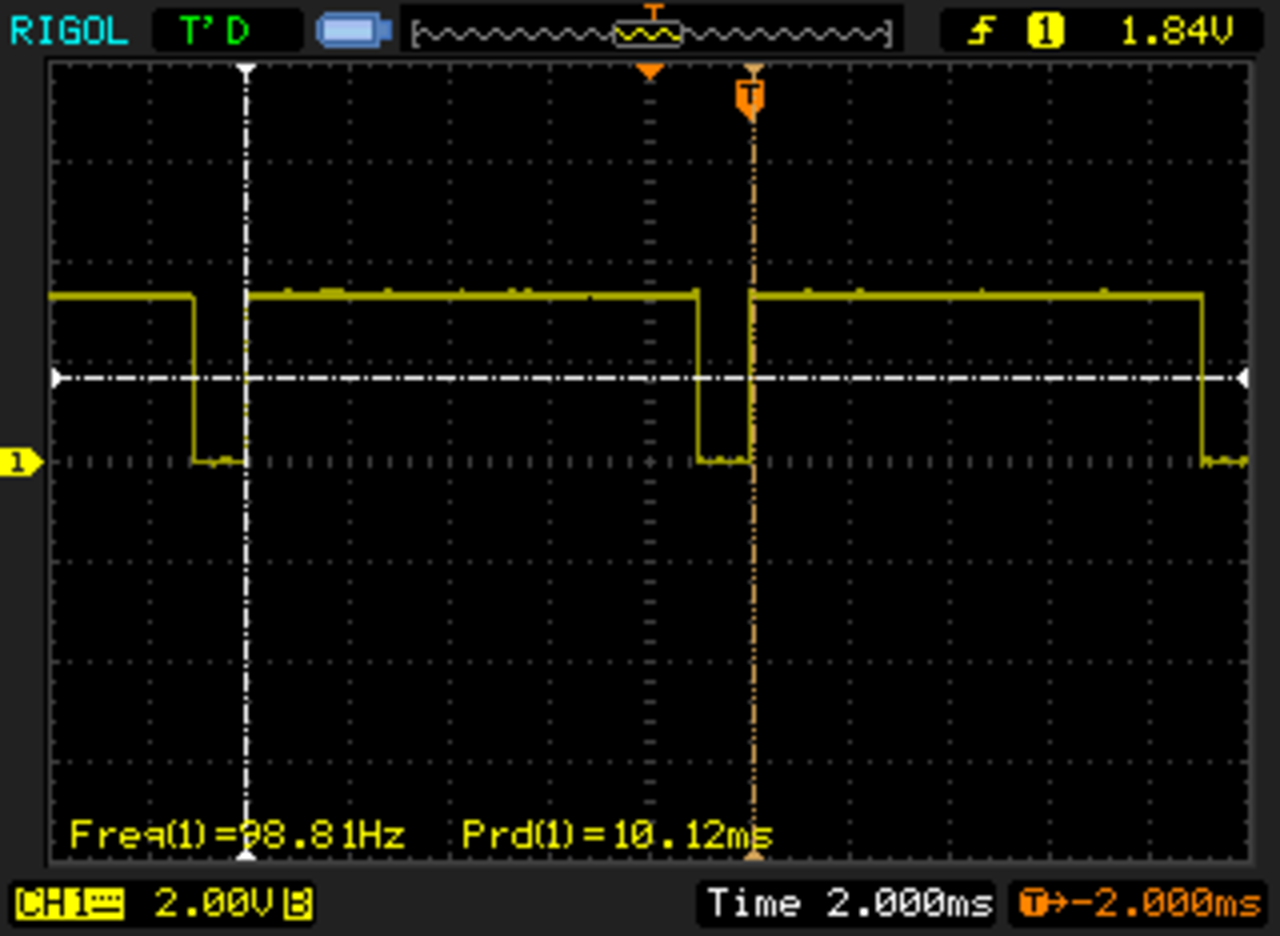 RIGOL T'D T 1 1.84V
T
1
Freq(1)=98.81Hz Prd(1)=10.12ms
CH1 2.00V B Time 2.000ms T→-2.000ms